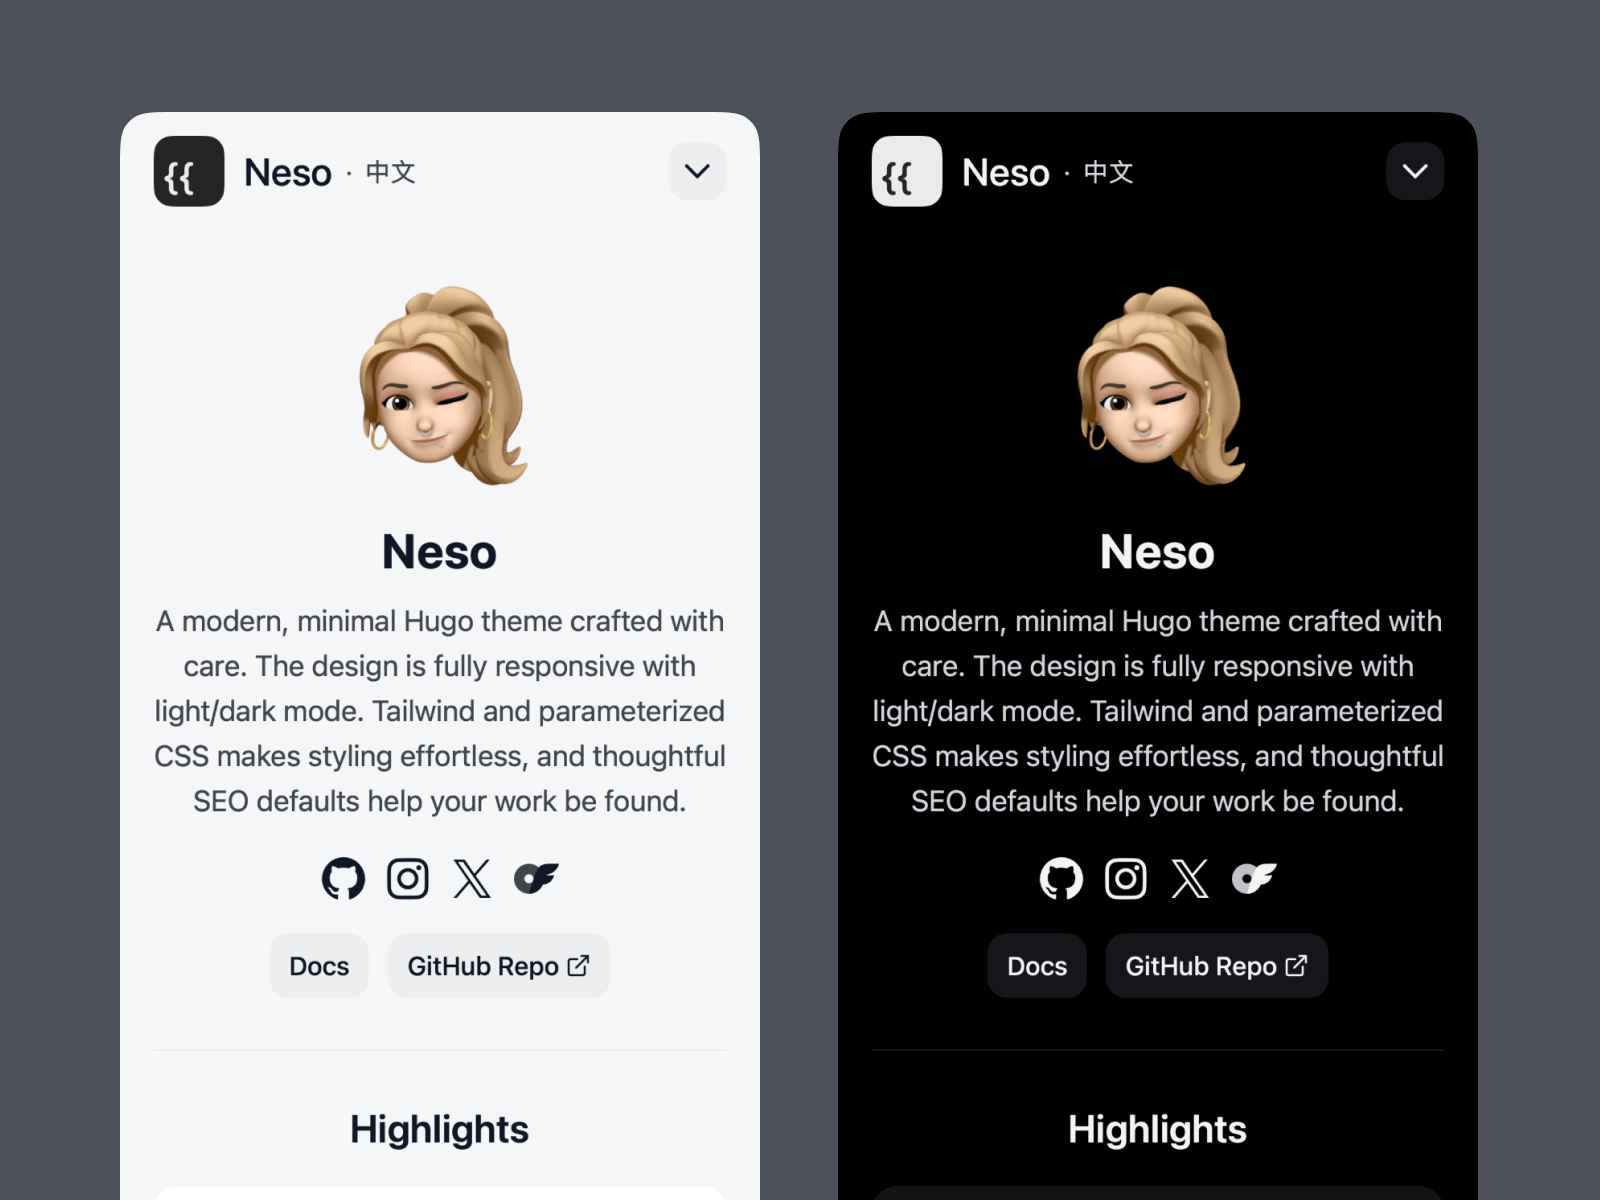 {{ Neso · 中文
Neso
A modern, minimal Hugo theme crafted with
care. The design is fully responsive with
light/dark mode. Tailwind and parameterized
CSS makes styling effortless, and thoughtful
SEO defaults help your work be found.
Docs
GitHub Repo
Highlights
{{ Neso · 中文
Neso
A modern, minimal Hugo theme crafted with
care. The design is fully responsive with
light/dark mode. Tailwind and parameterized
CSS makes styling effortless, and thoughtful
SEO defaults help your work be found.
Docs
GitHub Repo
Highlights